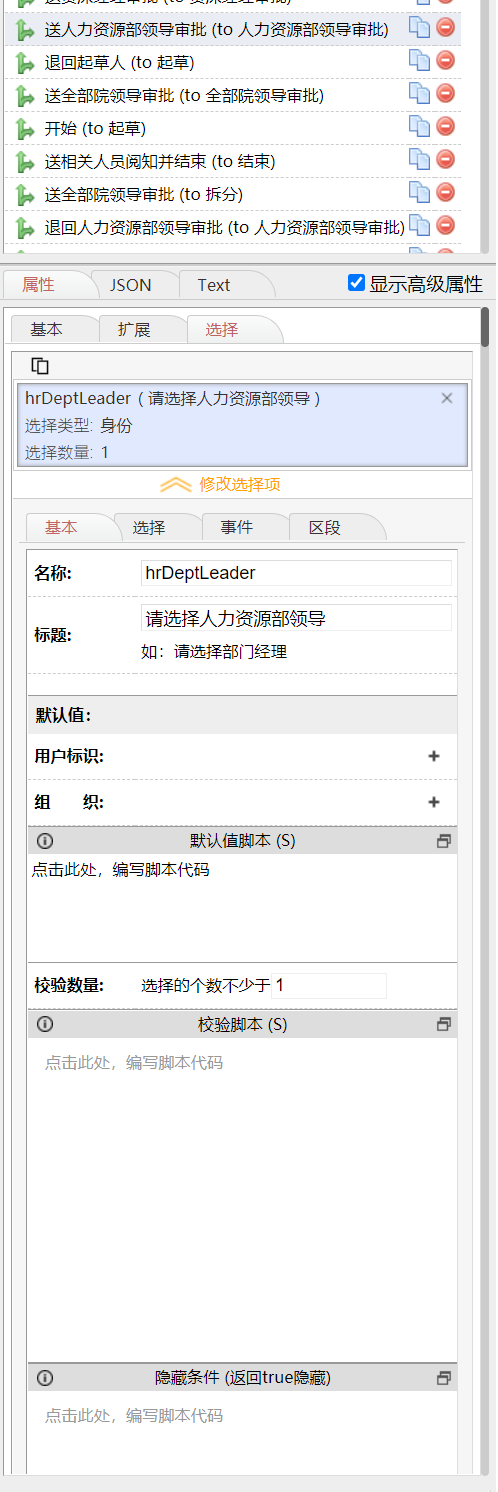 送人力资源部领导审批 (to 人力资源部领导审批)
退回起草人 (to 起草)
送全部院领导审批 (to 全部院领导审批)
开始 (to 起草)
送相关人员阅知并结束 (to 结束)
送全部院领导审批 (to 拆分)
退回人力资源部领导审批 (to 人力资源部领导审批)
属性 JSON Text 显示高级属性
基本 扩展 选择
hrDeptLeader（请选择人力资源部领导）
选择类型: 身份
选择数量: 1
修改选择项
基本 选择 事件 区段
名称: hrDeptLeader
标题: 请选择人力资源部领导
如：请选择部门经理
默认值:
用户标识:
组 织:
默认值脚本 (S)
点击此处，编写脚本代码
校验数量: 选择的个数不少于 1
校验脚本 (S)
点击此处，编写脚本代码
隐藏条件 (返回true隐藏)
点击此处，编写脚本代码